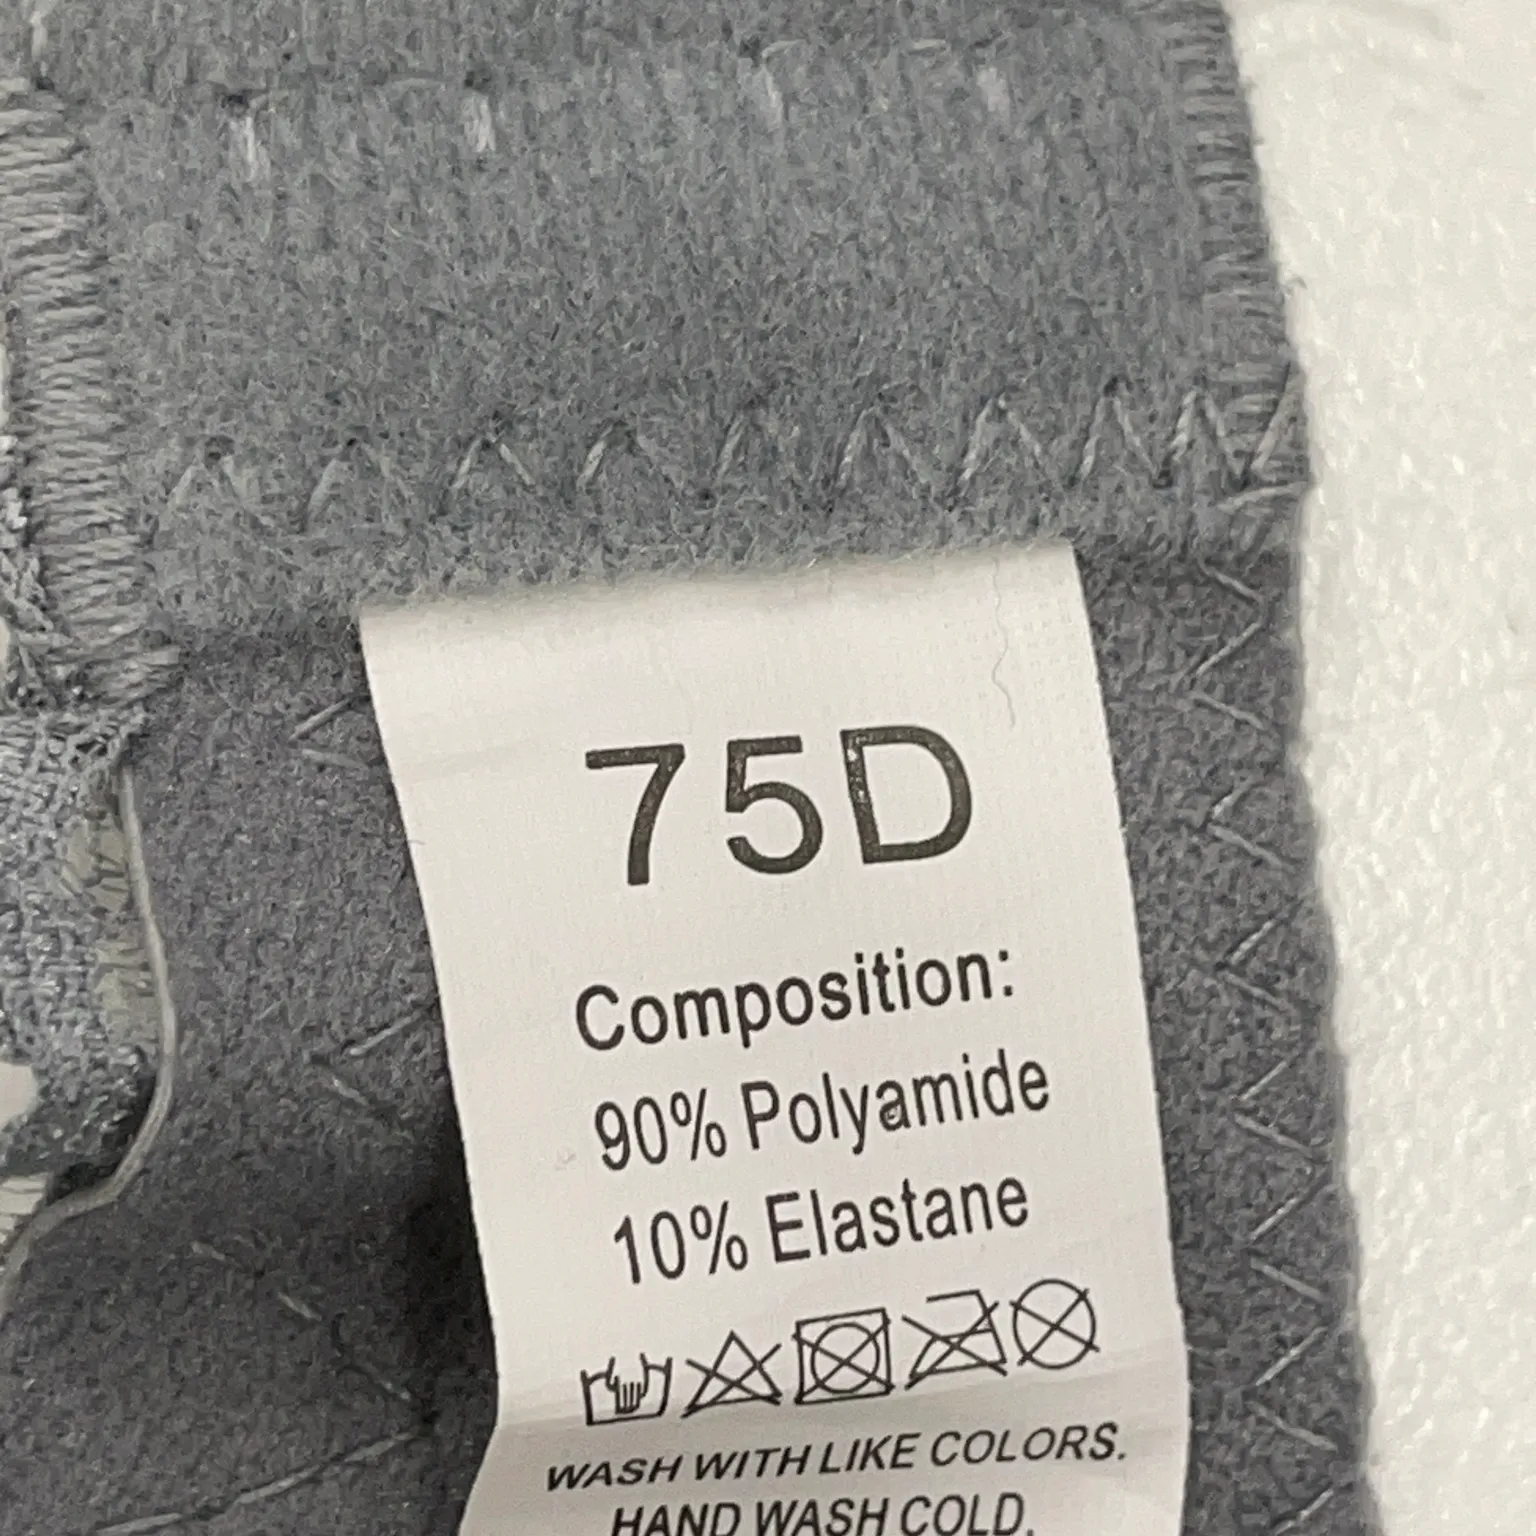 75D
Composition:
90% Polyamide
10% Elastane
WASH WITH LIKE COLORS.
HAND WASH COLD.